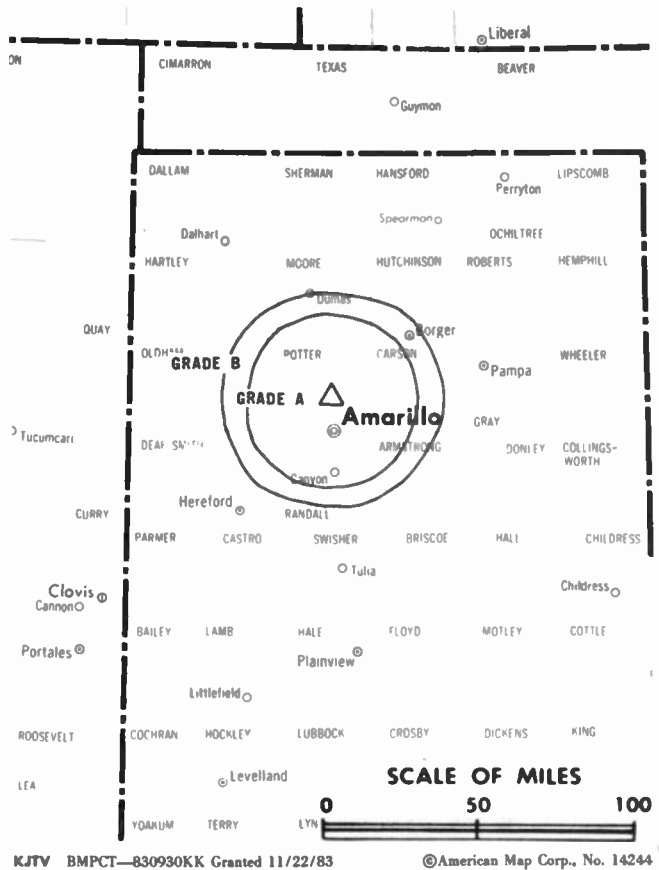 Liberal
ON CIMARRON TEXAS BEAVER
Guymon
DALLAM SHERMAN HANSFORD LIPSCOMB
Perryton
Spearman
Dalhart OCHILTREE
HARTLEY MOORE HUTCHINSON ROBERTS HEMPHILL
Dumas
QUAY Borger
OLDHAM POTTER CARSON WHEELER
GRADE B Pampa
GRADE A
Amarillo
GRAY
Tucumcari DEAF SMITH ARMSTRONG DONLEY COLLINGS-
WORTH
Canyon
Hereford
CURRY RANDALL
PARMER CASTRO SWISHER BRISCOE HALL CHILDRESS
Tulia
Clovis Childress
Cannon
BAILEY LAMB HALE FLOYD MOTLEY COTTLE
Portales Plainview
Littlefield
ROOSEVELT COCHRAN HOCKLEY LUBBOCK CROSBY DICKENS KING
LEA Levelland SCALE OF MILES
0 50 100
YOAKUM TERRY LYN
KJTV BMPCT—830930KK Granted 11/22/83 ©American Map Corp., No. 14244